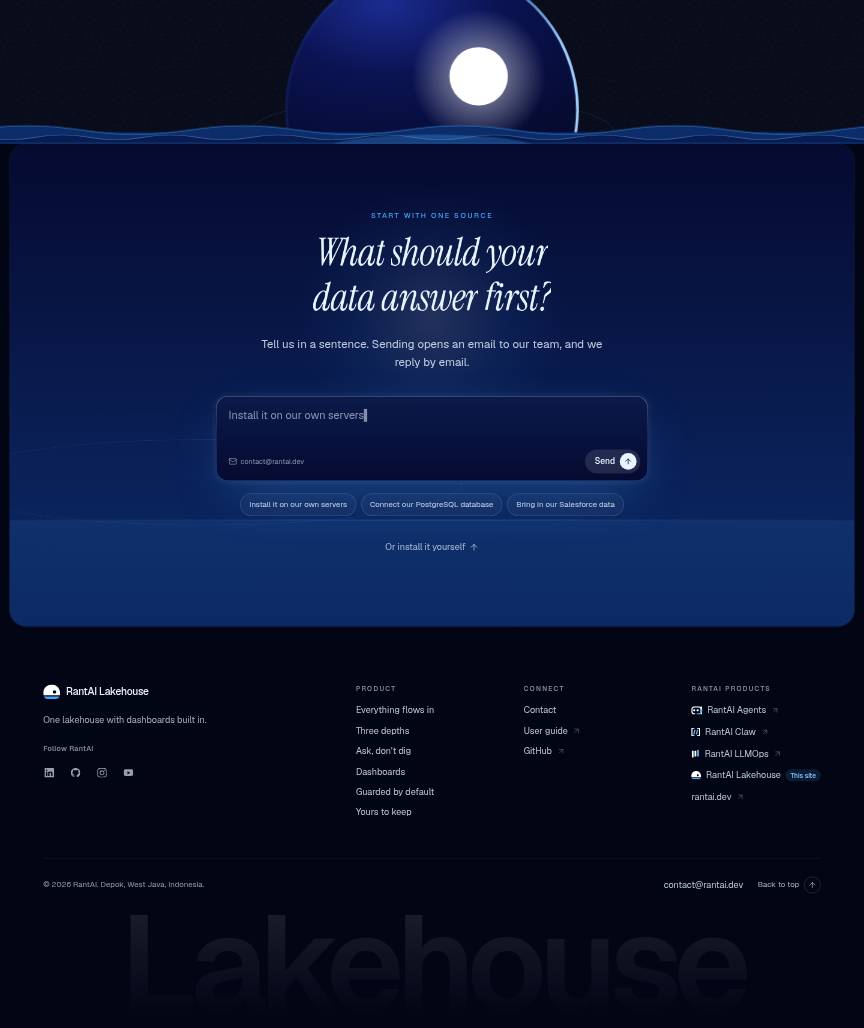 START WITH ONE SOURCE
What should your
data answer first?
Tell us in a sentence. Sending opens an email to our team, and we
reply by email.
Install it on our own servers
contact@rantai.dev
Send
Install it on our own servers
Connect our PostgreSQL database
Bring in our Salesforce data
Or install it yourself
RantAI Lakehouse
One lakehouse with dashboards built in.
Follow RantAI
PRODUCT
Everything flows in
Three depths
Ask, don't dig
Dashboards
Guarded by default
Yours to keep
CONNECT
Contact
User guide
GitHub
RANTAI PRODUCTS
RantAI Agents
RantAI Claw
RantAI LLMOps
RantAI Lakehouse This site
rantai.dev
© 2026 RantAI. Depok, West Java, Indonesia.
contact@rantai.dev
Back to top
Lakehouse